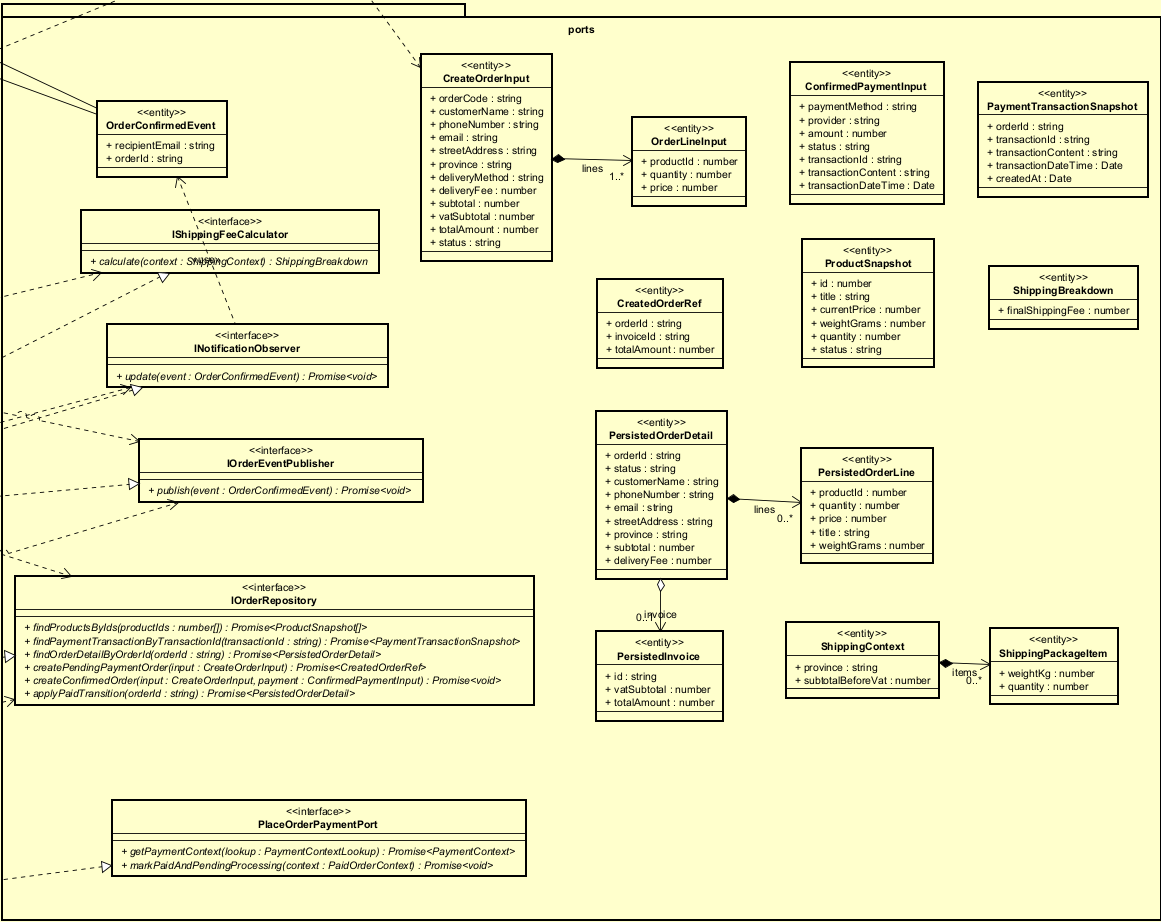 ports
<<entity>>
OrderConfirmedEvent
+ recipientEmail : string
+ orderId : string
<<interface>>
IShippingFeeCalculator
+ calculate(context : ShippingContext) : ShippingBreakdown
<<interface>>
INotificationObserver
+ update(event : OrderConfirmedEvent) : Promise<void>
<<interface>>
IOrderEventPublisher
+ publish(event : OrderConfirmedEvent) : Promise<void>
<<interface>>
IOrderRepository
+ findProductsByIds(productIds : number[]) : Promise<ProductSnapshot[]>
+ findPaymentTransactionByTransactionId(transactionId : string) : Promise<PaymentTransactionSnapshot>
+ findOrderDetailByOrderId(orderId : string) : Promise<PersistedOrderDetail>
+ createPendingPaymentOrder(input : CreateOrderInput) : Promise<CreatedOrderRef>
+ createConfirmedOrder(input : CreateOrderInput, payment : ConfirmedPaymentInput) : Promise<void>
+ applyPaidTransition(orderId : string) : Promise<PersistedOrderDetail>
<<interface>>
PlaceOrderPaymentPort
+ getPaymentContext(lookup : PaymentContextLookup) : Promise<PaymentContext>
+ markPaidAndPendingProcessing(context : PaidOrderContext) : Promise<void>
<<entity>>
CreateOrderInput
+ orderCode : string
+ customerName : string
+ phoneNumber : string
+ email : string
+ streetAddress : string
+ province : string
+ deliveryMethod : string
+ deliveryFee : number
+ subtotal : number
+ vatSubtotal : number
+ totalAmount : number
+ status : string
lines
1..*
<<entity>>
OrderLineInput
+ productId : number
+ quantity : number
+ price : number
<<entity>>
ConfirmedPaymentInput
+ paymentMethod : string
+ provider : string
+ amount : number
+ status : string
+ transactionId : string
+ transactionContent : string
+ transactionDateTime : Date
<<entity>>
PaymentTransactionSnapshot
+ orderId : string
+ transactionId : string
+ transactionContent : string
+ transactionDateTime : Date
+ createdAt : Date
<<entity>>
CreatedOrderRef
+ orderId : string
+ invoiceId : string
+ totalAmount : number
<<entity>>
ProductSnapshot
+ id : number
+ title : string
+ currentPrice : number
+ weightGrams : number
+ quantity : number
+ status : string
<<entity>>
ShippingBreakdown
+ finalShippingFee : number
<<entity>>
PersistedOrderDetail
+ orderId : string
+ status : string
+ customerName : string
+ phoneNumber : string
+ email : string
+ streetAddress : string
+ province : string
+ subtotal : number
+ deliveryFee : number
lines
0..*
<<entity>>
PersistedOrderLine
+ productId : number
+ quantity : number
+ price : number
+ title : string
+ weightGrams : number
invoice
0..1
<<entity>>
PersistedInvoice
+ id : string
+ vatSubtotal : number
+ totalAmount : number
<<entity>>
ShippingContext
+ province : string
+ subtotalBeforeVat : number
items
0..*
<<entity>>
ShippingPackageItem
+ weightKg : number
+ quantity : number